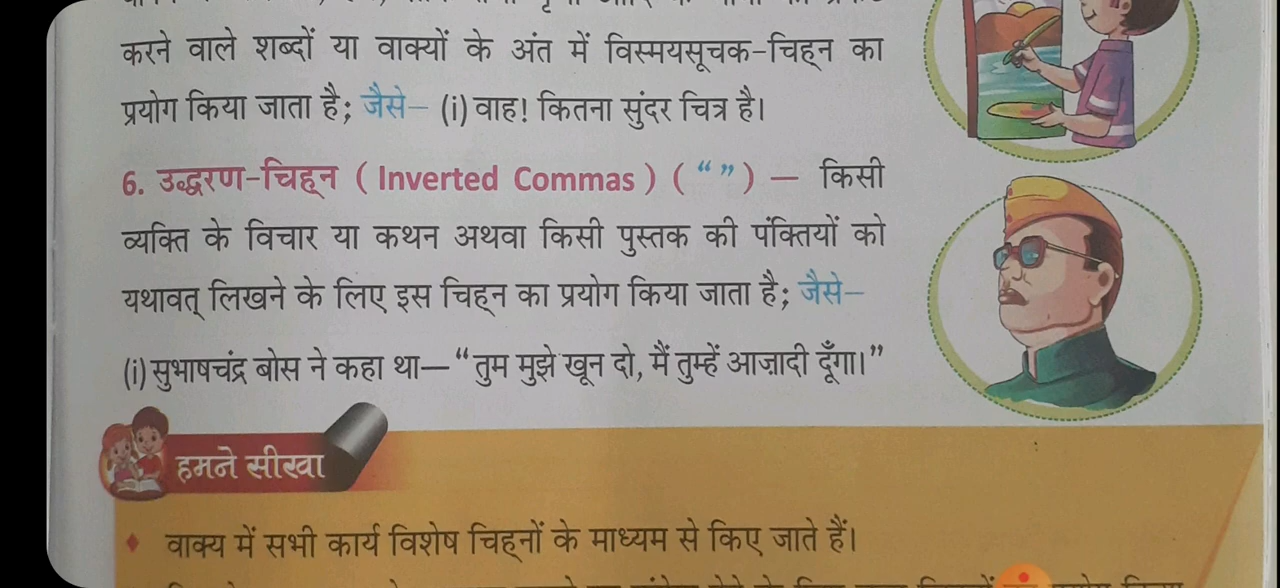 करने वाले शब्दों या वाक्यों के अंत में विस्मयसूचक-चिह्न का
प्रयोग किया जाता है; जैसे– (i) वाह! कितना सुंदर चित्र है।
6. उद्धरण-चिह्न ( Inverted Commas ) ( “ ” ) — किसी
व्यक्ति के विचार या कथन अथवा किसी पुस्तक की पंक्तियों को
यथावत् लिखने के लिए इस चिह्न का प्रयोग किया जाता है; जैसे–
(i) सुभाषचंद्र बोस ने कहा था— “तुम मुझे खून दो, मैं तुम्हें आज़ादी दूँगा।”
हमने सीखा
♦ वाक्य में सभी कार्य विशेष चिह्नों के माध्यम से किए जाते हैं।